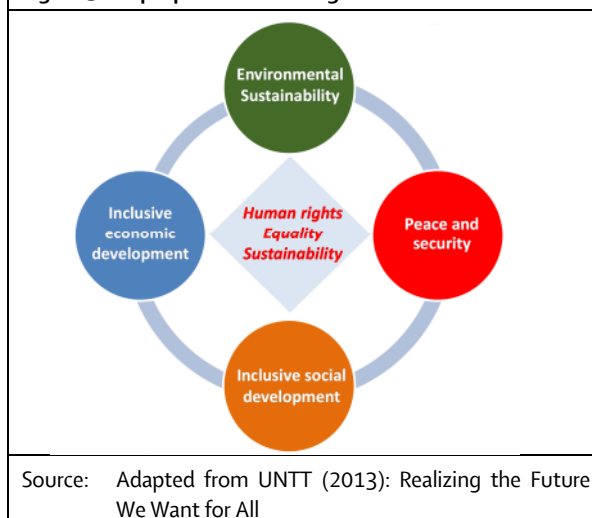 Environmental
Sustainability
Inclusive
economic
development
Human rights
Equality
Sustainability
Peace and
security
Inclusive social
development
Source: Adapted from UNTT (2013): Realizing the Future
We Want for All